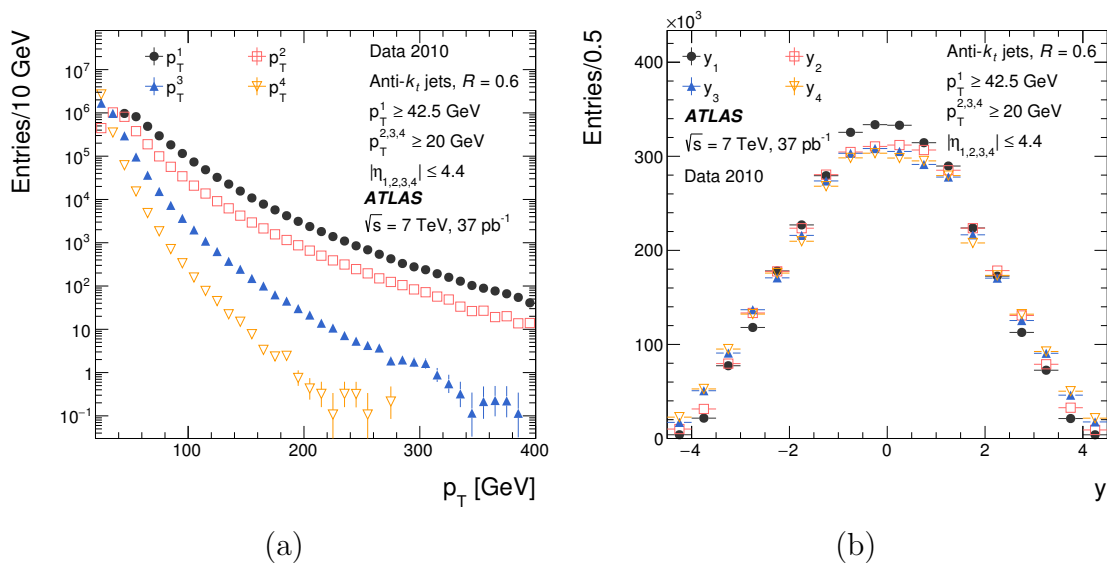 Entries/10 GeV
10⁷
10⁶
10⁵
10⁴
10³
10²
10
1
10⁻¹
100
200
300
400
p_T [GeV]
p_T^1
p_T^2
p_T^3
p_T^4
Data 2010
Anti-k_t jets, R = 0.6
p_T^1 ≥ 42.5 GeV
p_T^{2,3,4} ≥ 20 GeV
|η_{1,2,3,4}| ≤ 4.4
ATLAS
√s = 7 TeV, 37 pb⁻¹
(a)
×10³
Entries/0.5
400
300
200
100
0
−4
−2
0
2
4
y
y_1
y_2
y_3
y_4
ATLAS
√s = 7 TeV, 37 pb⁻¹
Data 2010
Anti-k_t jets, R = 0.6
p_T^1 ≥ 42.5 GeV
p_T^{2,3,4} ≥ 20 GeV
|η_{1,2,3,4}| ≤ 4.4
(b)